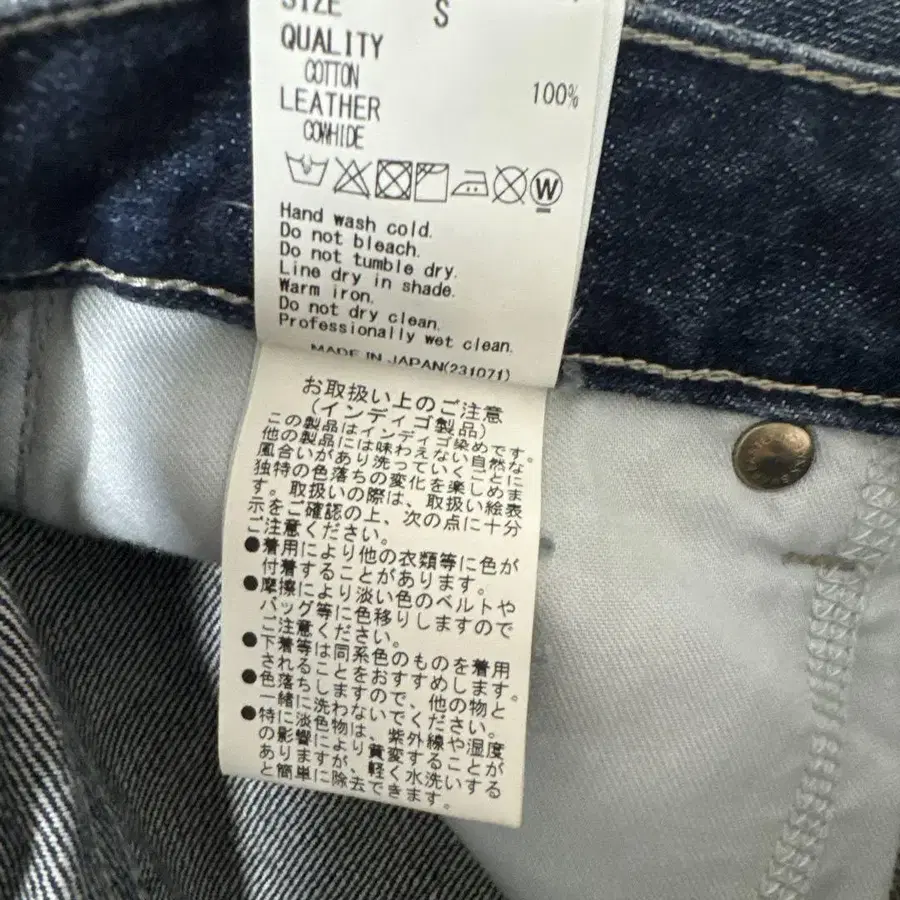 SIZE S
QUALITY
COTTON 100%
LEATHER
COWHIDE
W
Hand wash cold.
Do not bleach.
Do not tumble dry.
Line dry in shade.
Warm iron.
Do not dry clean.
Professionally wet clean.
MADE IN JAPAN(231071)
お取扱い上のご注意
(インディゴ製品)
この製品はインディゴ染めです。
他の製品には味わえない自然な
風合いがあり洗っていくごとに
独特の色落ちの変化を楽しめま
す。取扱いの際は、取扱い絵表
示をご確認の上、次の点に十分
ご注意ください。
●着用により他の衣類等に色が
付着することがあります。
●摩擦により淡い色のベルトや
バッグ等に色移りしますので
ご注意ください。
●下着等は同系色のものを着用
されることをおすすめします。
●色落ちしますので、他の物と
一緒に洗わないでください。
●特に淡色物は、紫外線や湿度
の影響により黄変することが
ありますが、軽く水洗いする
と簡単に除去できます。